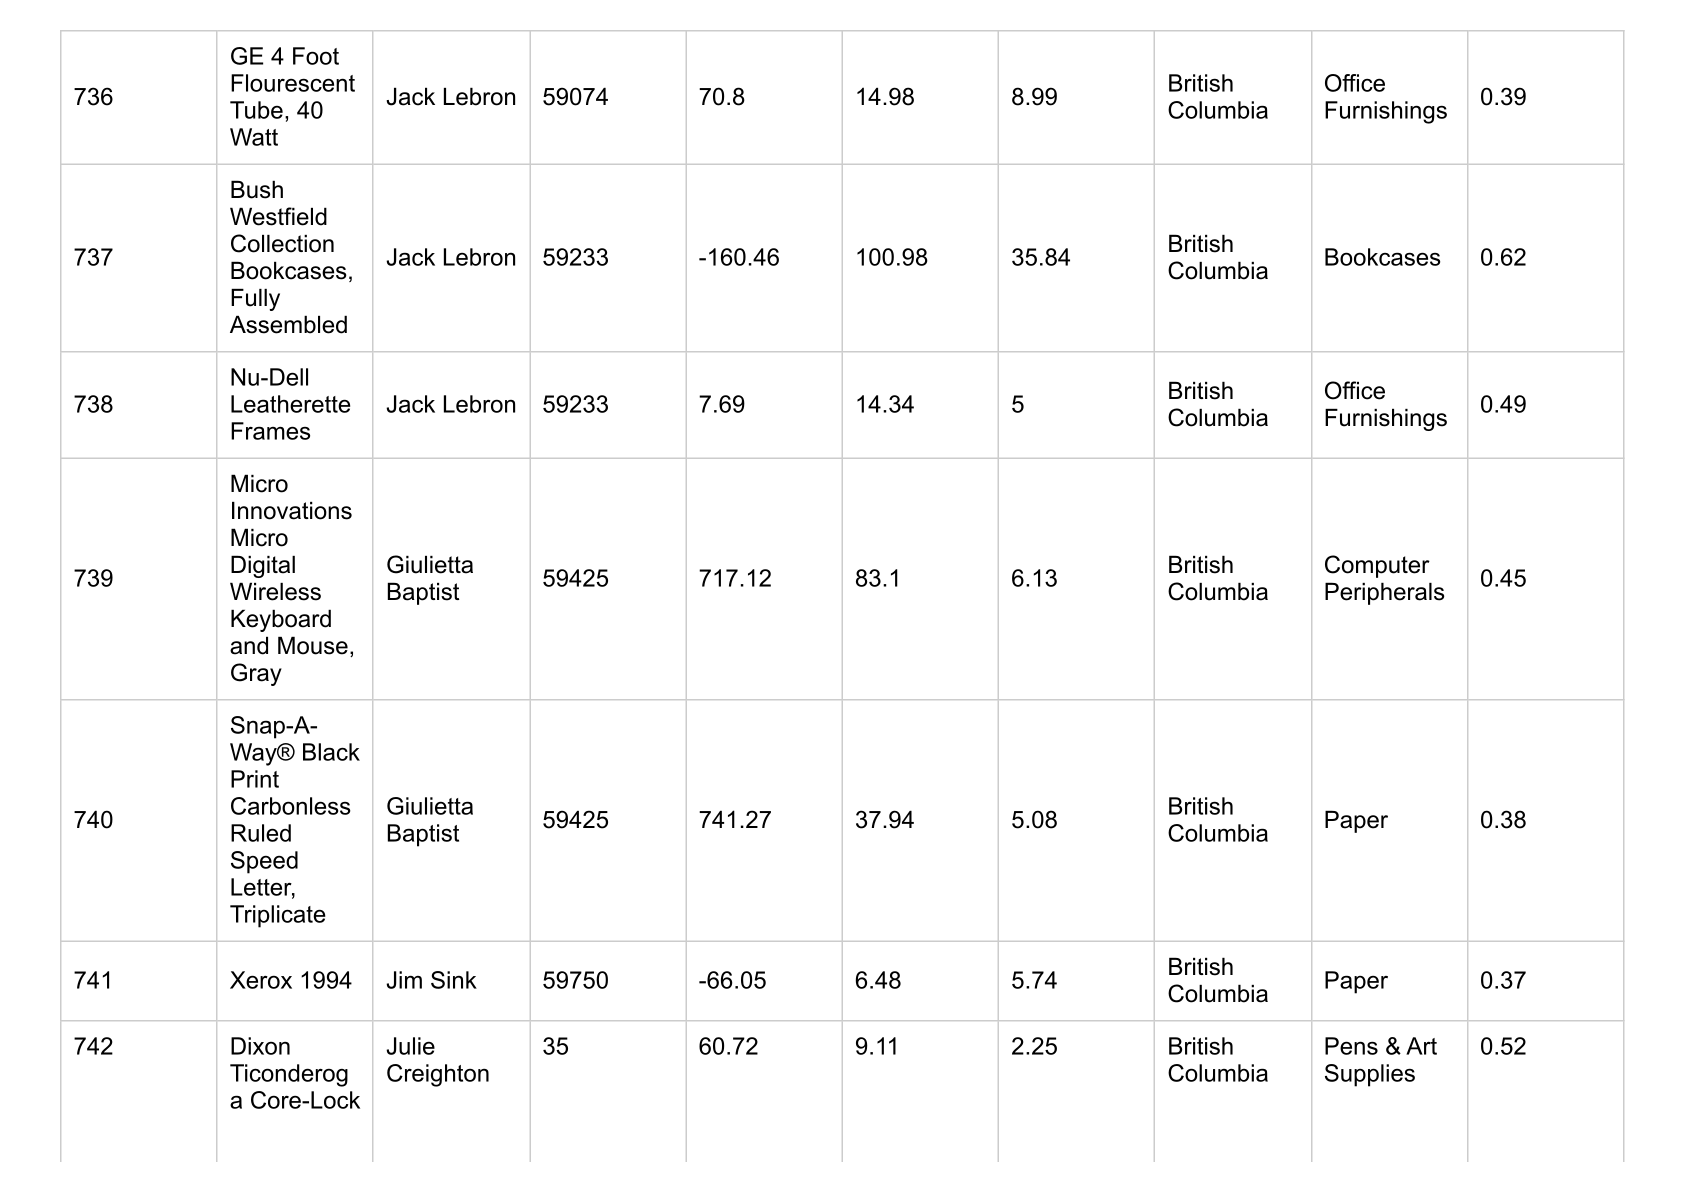 736
GE 4 Foot
Flourescent
Tube, 40
Watt
Jack Lebron
59074
70.8
14.98
8.99
British
Columbia
Office
Furnishings
0.39
737
Bush
Westfield
Collection
Bookcases,
Fully
Assembled
Jack Lebron
59233
-160.46
100.98
35.84
British
Columbia
Bookcases
0.62
738
Nu-Dell
Leatherette
Frames
Jack Lebron
59233
7.69
14.34
5
British
Columbia
Office
Furnishings
0.49
739
Micro
Innovations
Micro
Digital
Wireless
Keyboard
and Mouse,
Gray
Giulietta
Baptist
59425
717.12
83.1
6.13
British
Columbia
Computer
Peripherals
0.45
740
Snap-A-
Way® Black
Print
Carbonless
Ruled
Speed
Letter,
Triplicate
Giulietta
Baptist
59425
741.27
37.94
5.08
British
Columbia
Paper
0.38
741
Xerox 1994
Jim Sink
59750
-66.05
6.48
5.74
British
Columbia
Paper
0.37
742
Dixon
Ticonderog
a Core-Lock
Julie
Creighton
35
60.72
9.11
2.25
British
Columbia
Pens & Art
Supplies
0.52